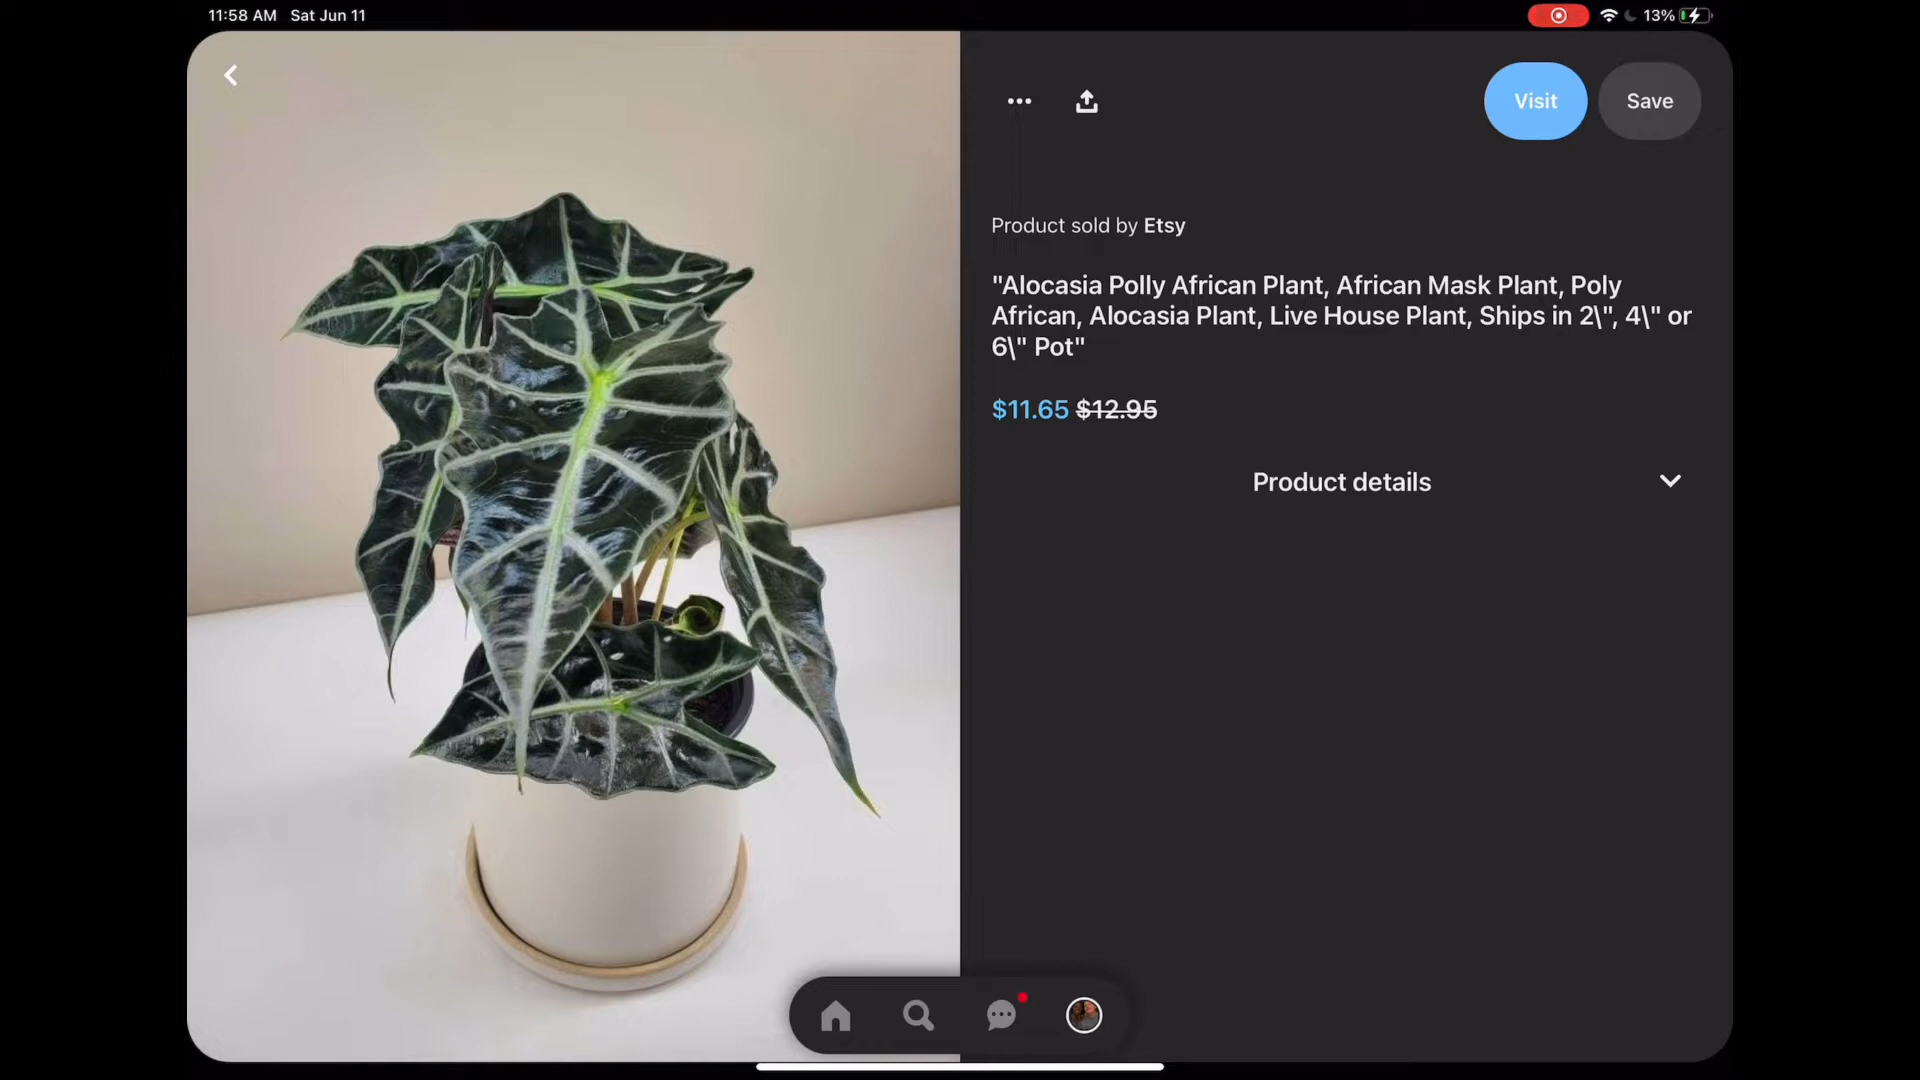 11:58 AM Sat Jun 11
13%
Visit
Save
Product sold by Etsy
"Alocasia Polly African Plant, African Mask Plant, Poly
African, Alocasia Plant, Live House Plant, Ships in 2\", 4\" or
6\" Pot"
$11.65 $12.95
Product details